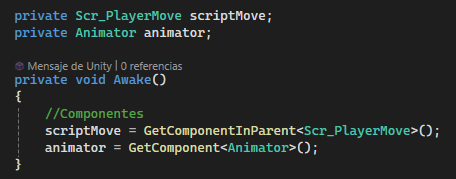 private Scr_PlayerMove scriptMove;
private Animator animator;
Mensaje de Unity | 0 referencias
private void Awake()
{
//Componentes
scriptMove = GetComponentInParent<Scr_PlayerMove>();
animator = GetComponent<Animator>();
}